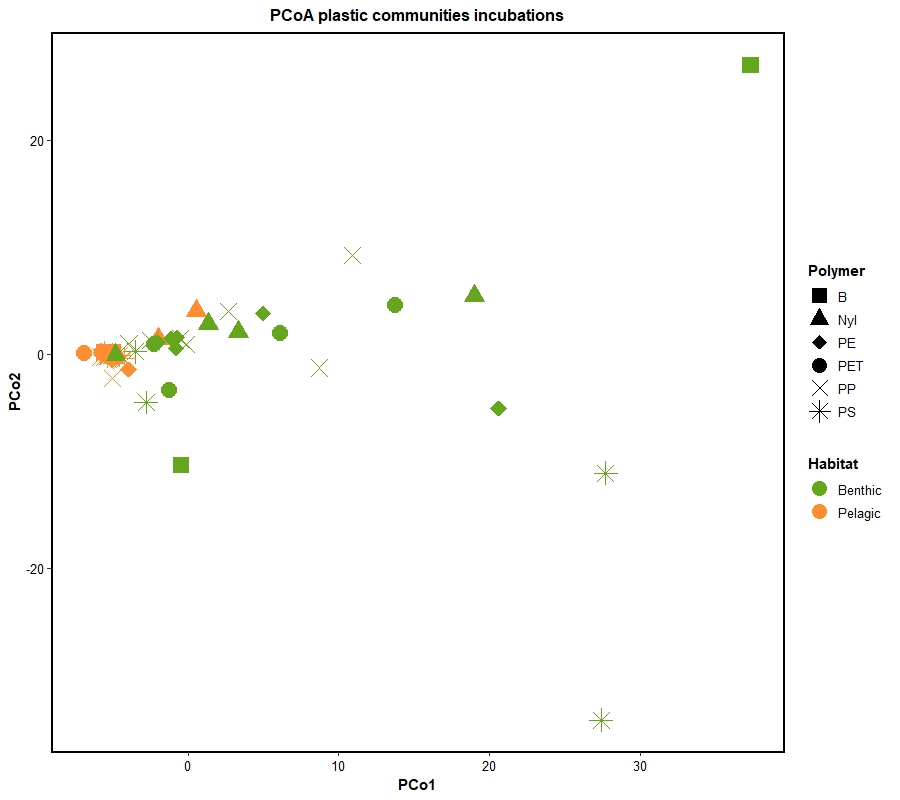 PCoA plastic communities incubations
20
0
-20
PCo2
0
10
20
30
PCo1
Polymer
B
Nyl
PE
PET
PP
PS
Habitat
Benthic
Pelagic